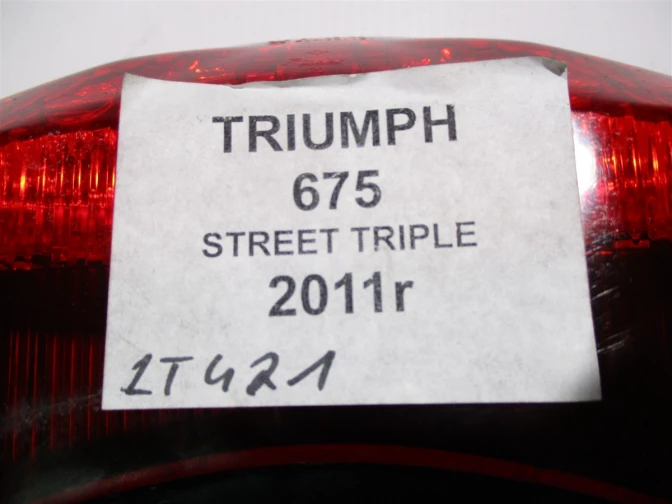 TRIUMPH
675
STREET TRIPLE
2011r
1T421